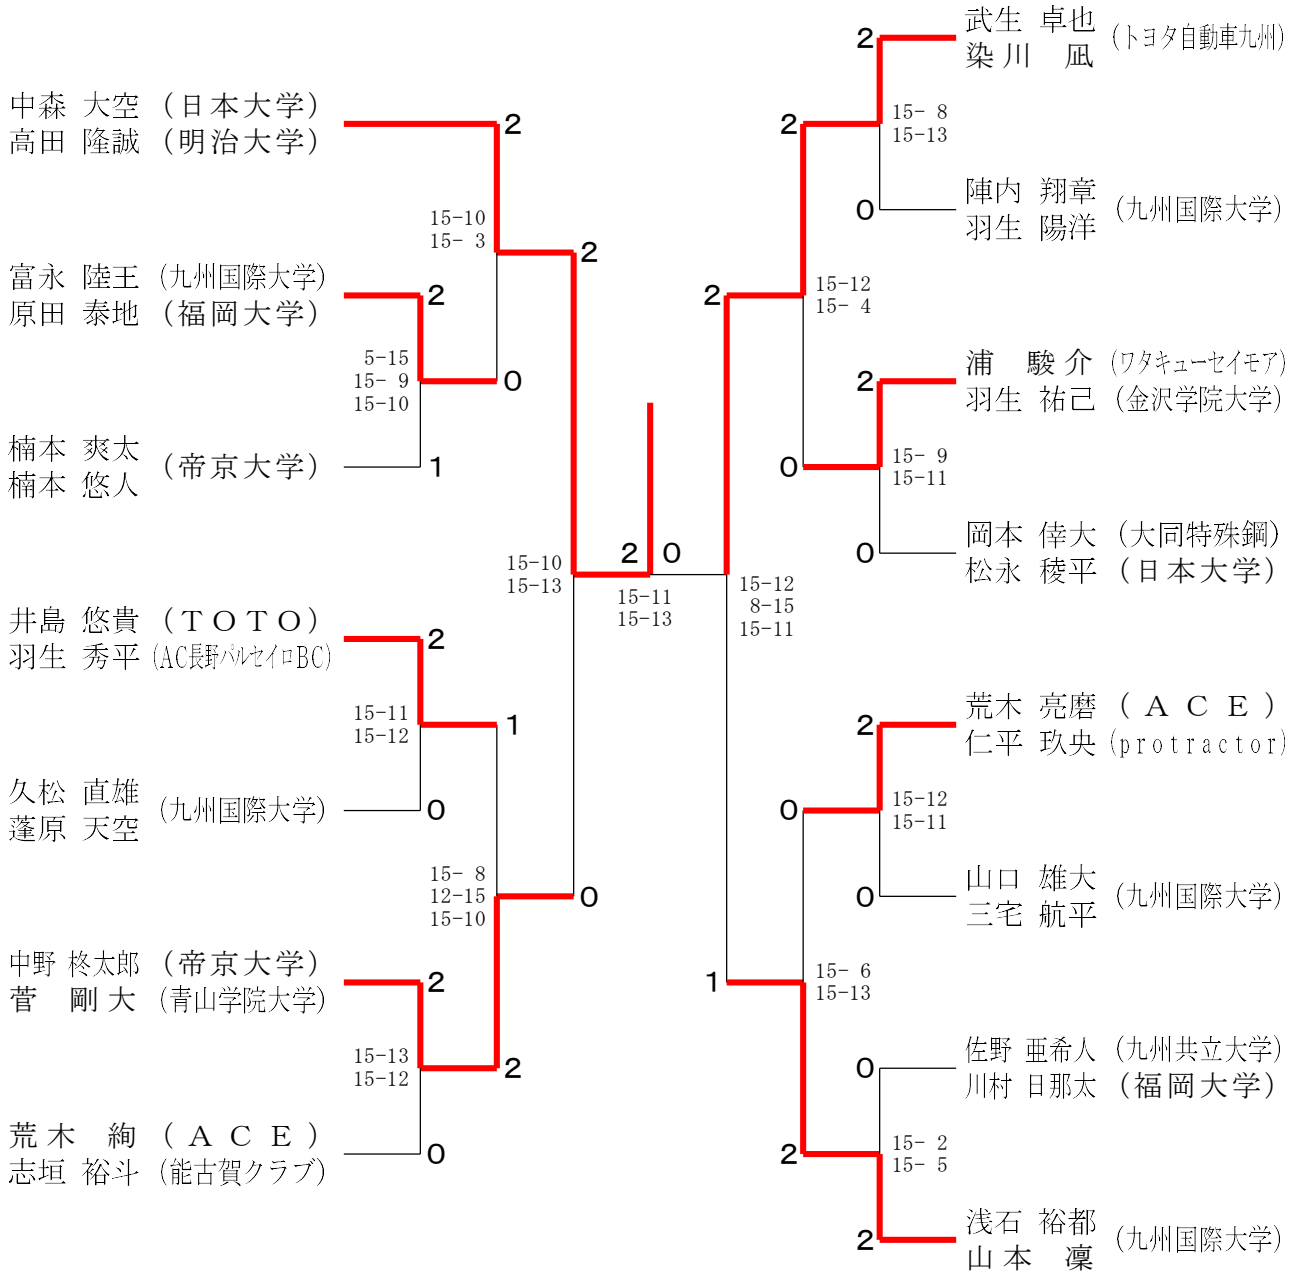 中森 大空 (日本大学)
高田 隆誠 (明治大学)
2
15-10
15- 3
2
富永 陸王 (九州国際大学)
原田 泰地 (福岡大学)
2
5-15
15- 9
15-10
0
楠本 爽太
楠本 悠人
(帝京大学)
1
15-10
15-13
井島 悠貴 (TOTO)
羽生 秀平 (AC長野パルセイロBC)
2
15-11
15-12
1
久松 直雄
蓬原 天空
(九州国際大学)
0
15- 8
12-15
15-10
0
中野 柊太郎 (帝京大学)
菅 剛大 (青山学院大学)
2
15-13
15-12
2
荒木 絢 (ACE)
志垣 裕斗 (能古賀クラブ)
0
2 0
15-11
15-13
武生 卓也
染川 凪
(トヨタ自動車九州)
2
2
15- 8
15-13
陣内 翔章
羽生 陽洋
(九州国際大学)
0
2
15-12
15- 4
浦 駿介 (ワタキューセイモア)
羽生 祐己 (金沢学院大学)
2
0
15- 9
15-11
岡本 倖大 (大同特殊鋼)
松永 稜平 (日本大学)
0
15-12
8-15
15-11
荒木 亮磨 (ACE)
仁平 玖央 (protractor)
2
0
15-12
15-11
山口 雄大
三宅 航平
(九州国際大学)
0
1
15- 6
15-13
佐野 亜希人 (九州共立大学)
川村 日那太 (福岡大学)
0
2
15- 2
15- 5
浅石 裕都
山本 凜
(九州国際大学)
2